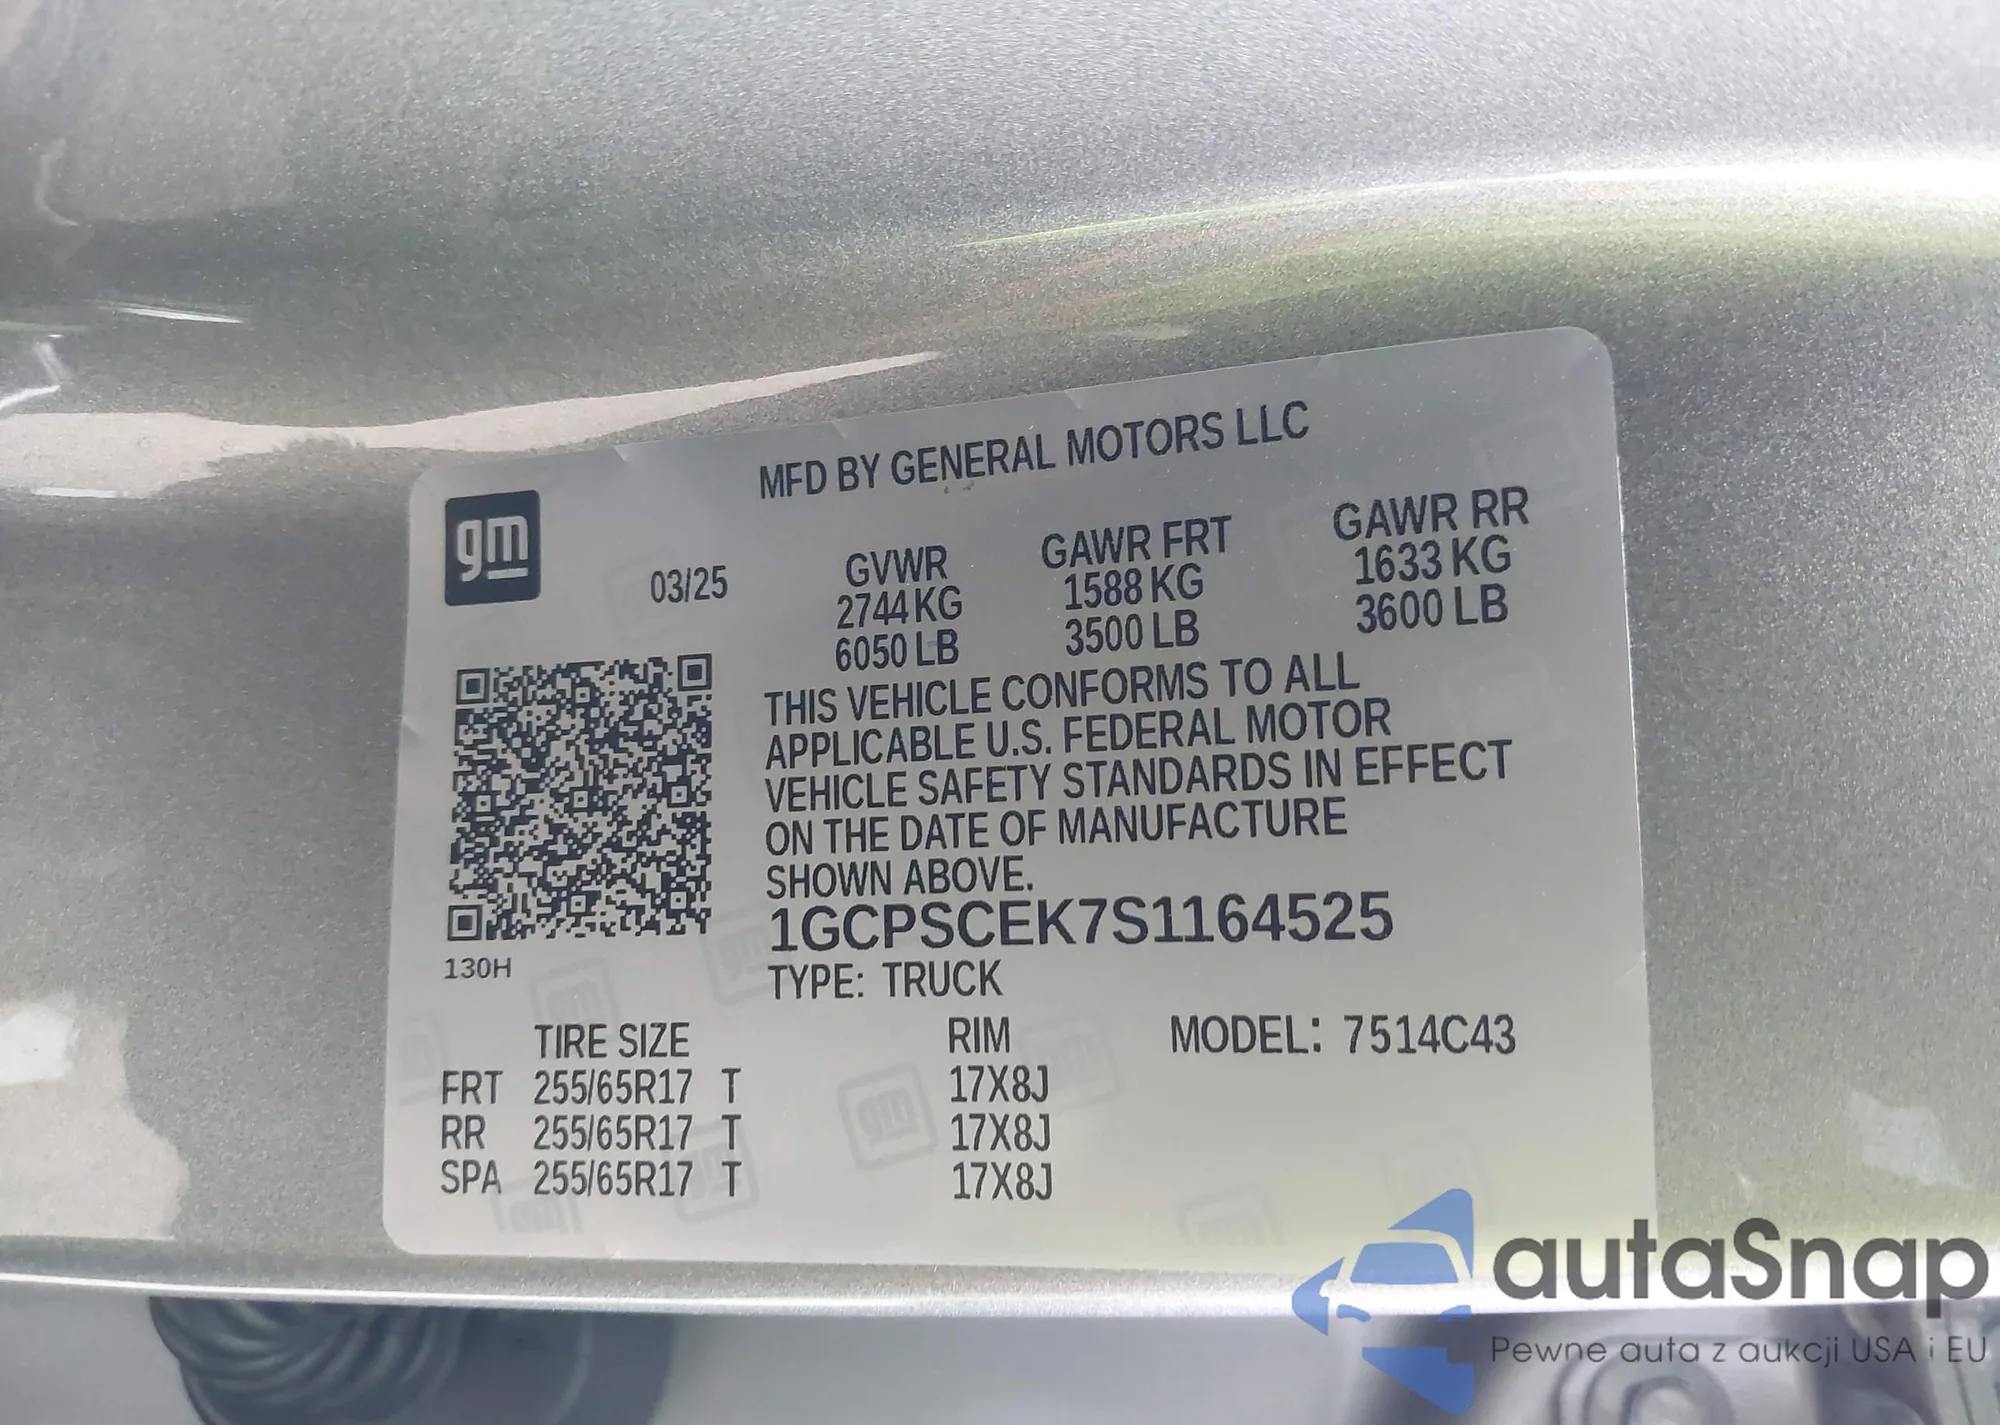 MFD BY GENERAL MOTORS LLC
gm
03/25
GVWR GAWR FRT GAWR RR
2744 KG 1588 KG 1633 KG
6050 LB 3500 LB 3600 LB
THIS VEHICLE CONFORMS TO ALL
APPLICABLE U.S. FEDERAL MOTOR
VEHICLE SAFETY STANDARDS IN EFFECT
ON THE DATE OF MANUFACTURE
SHOWN ABOVE.
1GCPSCEK7S1164525
130H
TYPE: TRUCK
TIRE SIZE RIM MODEL: 7514C43
FRT 255/65R17 T 17X8J
RR 255/65R17 T 17X8J
SPA 255/65R17 T 17X8J
autaSnap
Pewne auta z aukcji USA i EU